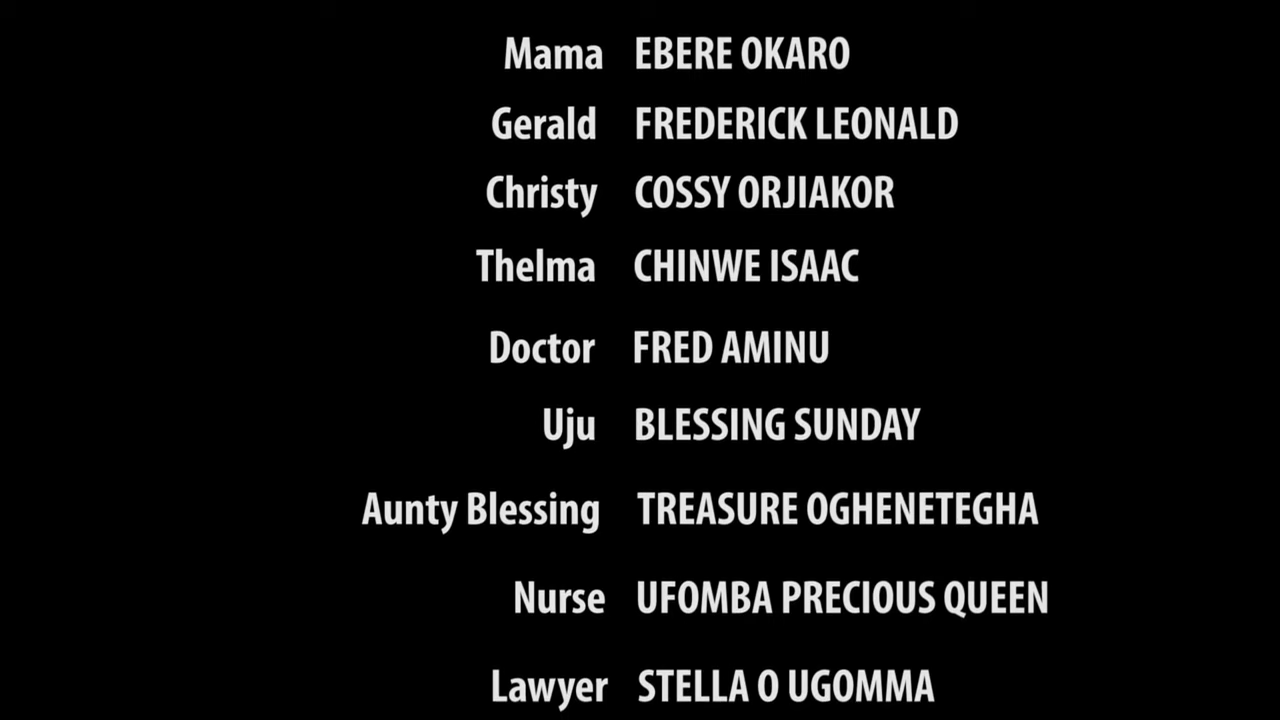 Mama EBERE OKARO
Gerald FREDERICK LEONALD
Christy COSSY ORJIAKOR
Thelma CHINWE ISAAC
Doctor FRED AMINU
Uju BLESSING SUNDAY
Aunty Blessing TREASURE OGHENETEGHA
Nurse UFOMBA PRECIOUS QUEEN
Lawyer STELLA O UGOMMA